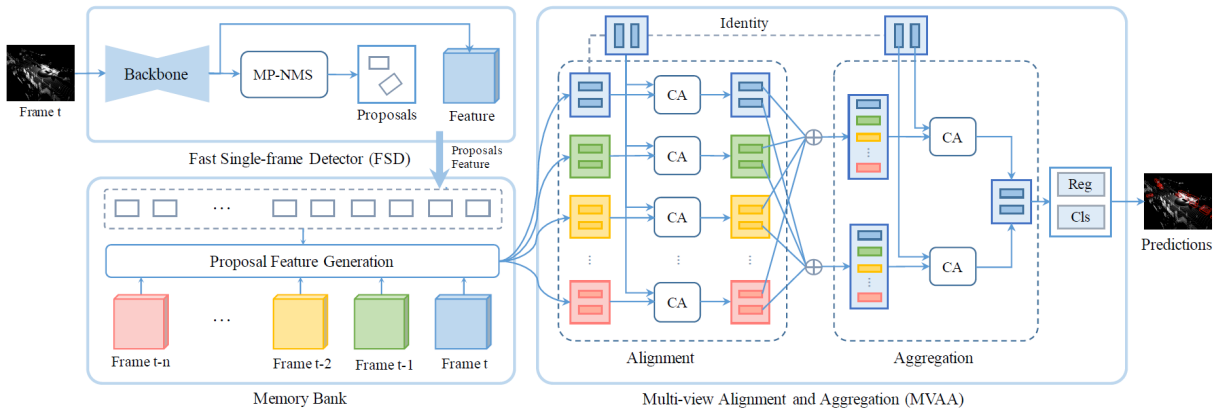 Frame t
Backbone
MP-NMS
Proposals
Feature
Fast Single-frame Detector (FSD)
Proposals
Feature
...
Proposal Feature Generation
...
Frame t-n
Frame t-2
Frame t-1
Frame t
Memory Bank
Identity
CA
CA
CA
...
...
CA
Alignment
CA
...
CA
...
Aggregation
Reg
Cls
Predictions
Multi-view Alignment and Aggregation (MVAA)